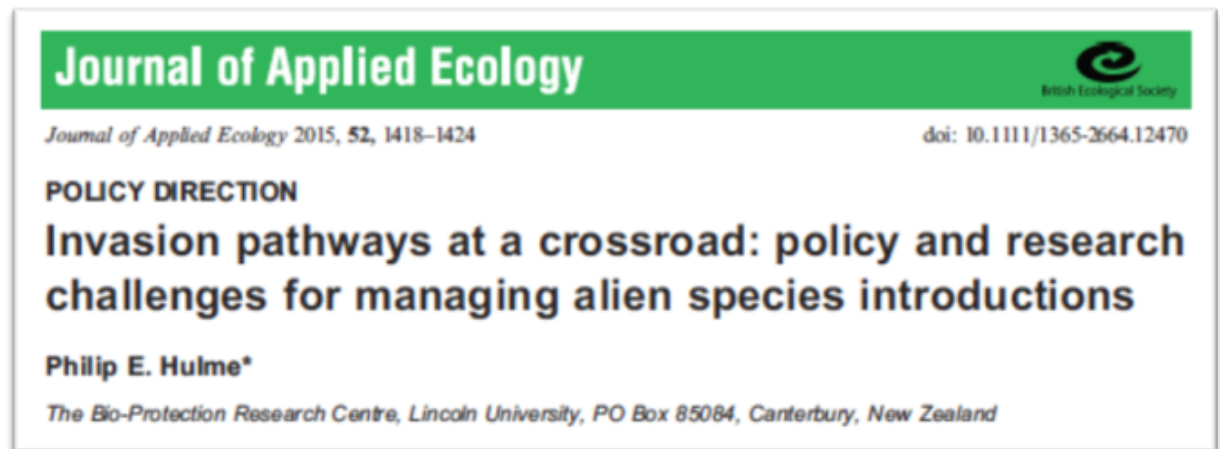 Journal of Applied Ecology
British Ecological Society
Journal of Applied Ecology 2015, 52, 1418–1424
doi: 10.1111/1365-2664.12470
POLICY DIRECTION
Invasion pathways at a crossroad: policy and research
challenges for managing alien species introductions
Philip E. Hulme*
The Bio-Protection Research Centre, Lincoln University, PO Box 85084, Canterbury, New Zealand